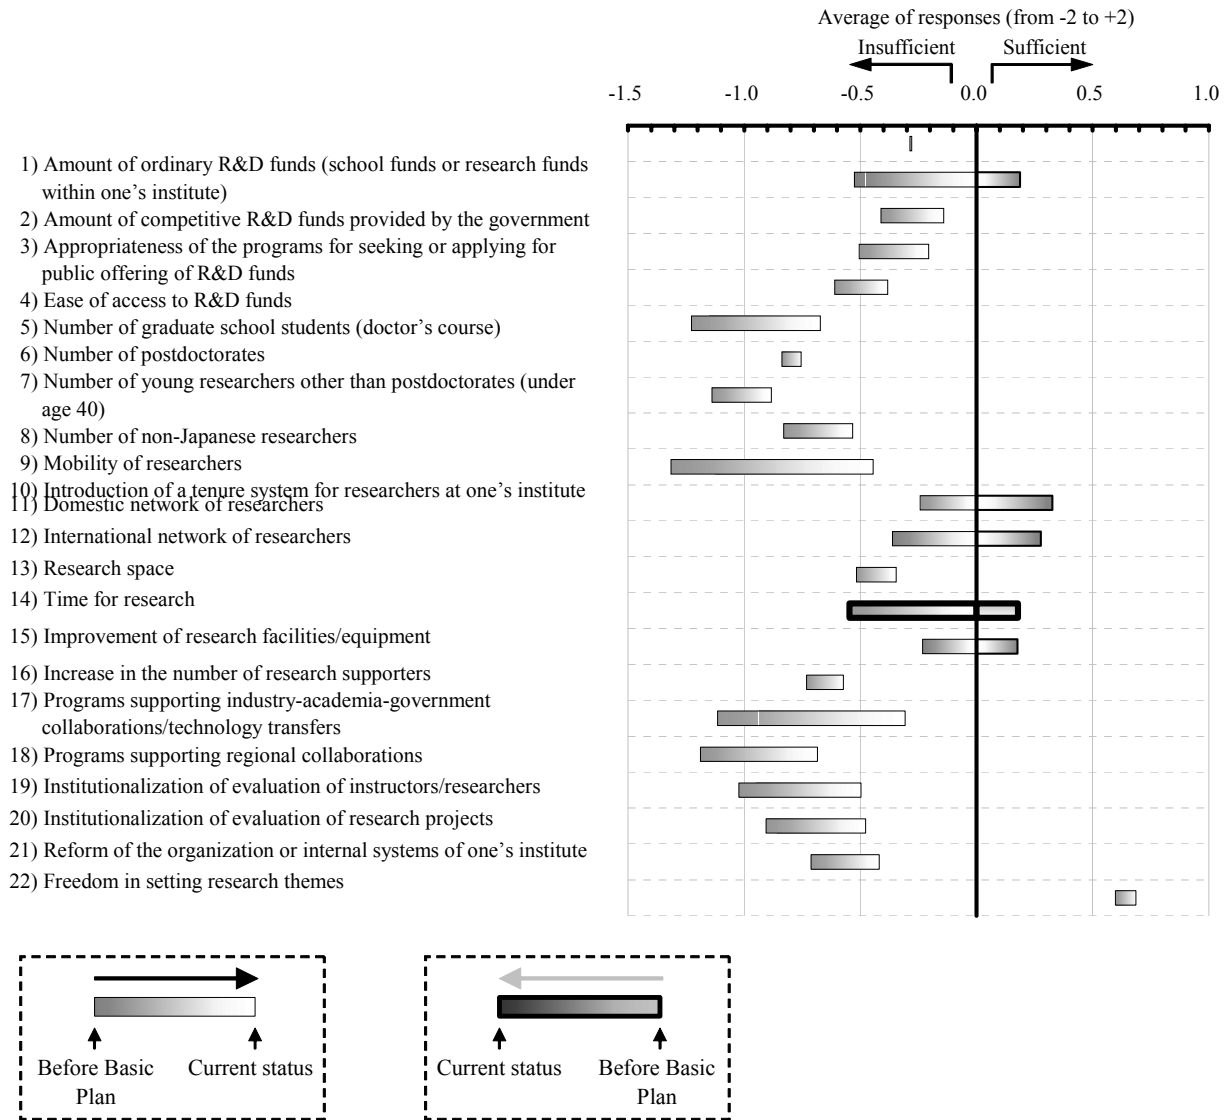 Average of responses (from -2 to +2)
Insufficient Sufficient
-1.5 -1.0 -0.5 0.0 0.5 1.0
1) Amount of ordinary R&D funds (school funds or research funds
within one's institute)
2) Amount of competitive R&D funds provided by the government
3) Appropriateness of the programs for seeking or applying for
public offering of R&D funds
4) Ease of access to R&D funds
5) Number of graduate school students (doctor's course)
6) Number of postdoctorates
7) Number of young researchers other than postdoctorates (under
age 40)
8) Number of non-Japanese researchers
9) Mobility of researchers
10) Introduction of a tenure system for researchers at one's institute
11) Domestic network of researchers
12) International network of researchers
13) Research space
14) Time for research
15) Improvement of research facilities/equipment
16) Increase in the number of research supporters
17) Programs supporting industry-academia-government
collaborations/technology transfers
18) Programs supporting regional collaborations
19) Institutionalization of evaluation of instructors/researchers
20) Institutionalization of evaluation of research projects
21) Reform of the organization or internal systems of one's institute
22) Freedom in setting research themes
Before Basic Current status
Plan
Current status Before Basic
Plan